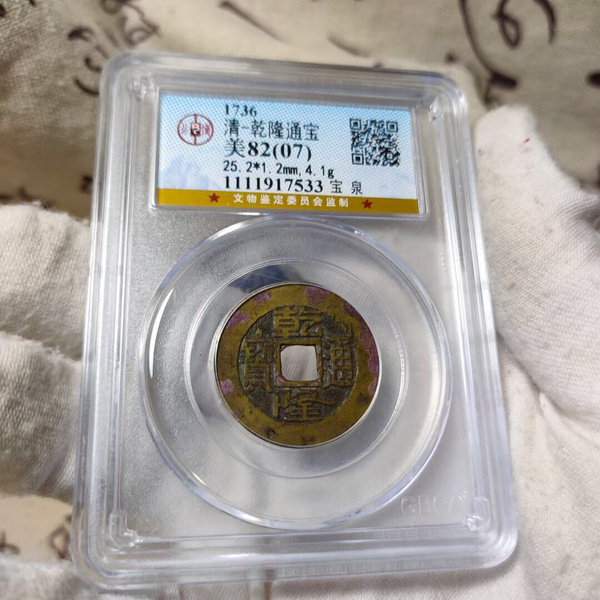 1736
清-乾隆通宝
美82(07)
25.2*1.2mm,4.1g
1111917533 宝 泉
★ 文物鉴定委员会监制 ★
乾
寶 通
隆